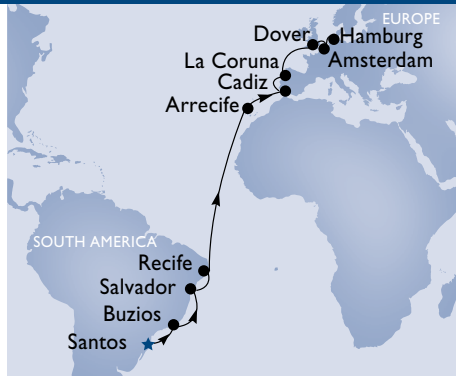 EUROPE
Dover
Hamburg
Amsterdam
La Coruna
Cadiz
Arrecife
SOUTH AMERICA
Recife
Salvador
Buzios
Santos